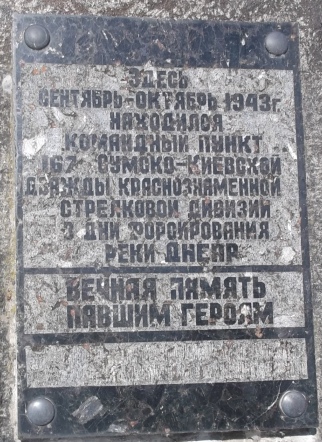 ЗДЕСЬ
СЕНТЯБРЬ-ОКТЯБРЬ 1943г.
НАХОДИЛСЯ
КОМАНДНЫЙ ПУНКТ
167 СУМСКО-КИЕВСКОЙ
ДВАЖДЫ КРАСНОЗНАМЕННОЙ
СТРЕЛКОВОЙ ДИВИЗИИ
В ДНИ ФОРСИРОВАНИЯ
РЕКИ ДНЕПР
ВЕЧНАЯ ПАМЯТЬ
ПАВШИМ ГЕРОЯМ